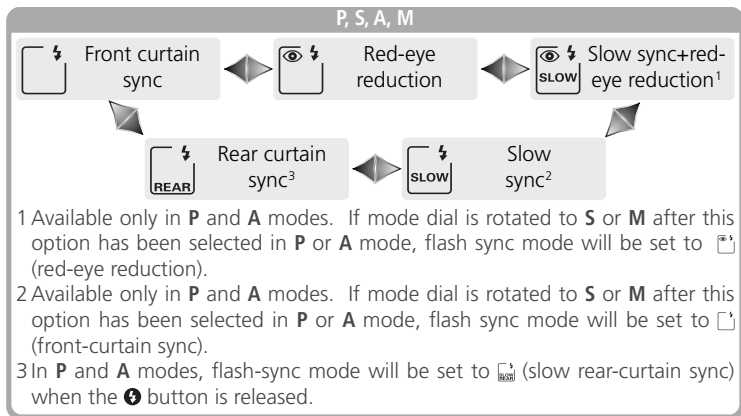 P, S, A, M
Front curtain
sync
Red-eye
reduction
SLOW
Slow sync+red-
eye reduction¹
REAR
Rear curtain
sync³
SLOW
Slow
sync²
1 Available only in P and A modes. If mode dial is rotated to S or M after this
option has been selected in P or A mode, flash sync mode will be set to
(red-eye reduction).
2 Available only in P and A modes. If mode dial is rotated to S or M after this
option has been selected in P or A mode, flash sync mode will be set to
(front-curtain sync).
3 In P and A modes, flash-sync mode will be set to REAR (slow rear-curtain sync)
when the button is released.